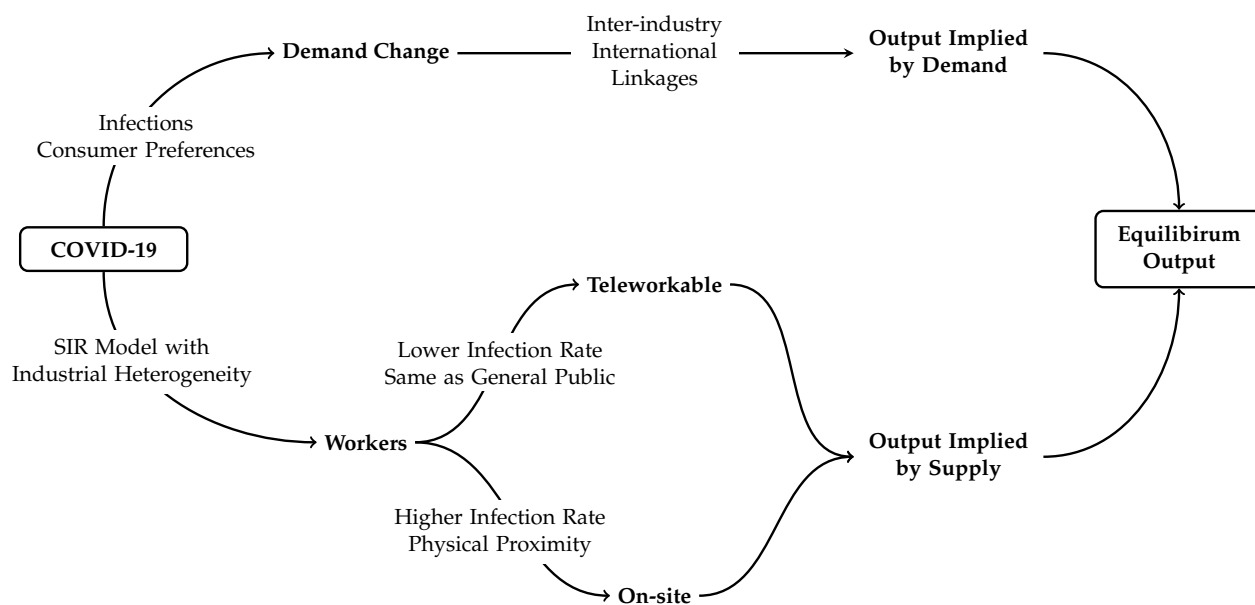 Demand Change
Inter-industry
International
Linkages
Output Implied
by Demand
Infections
Consumer Preferences
COVID-19
Equilibirum
Output
SIR Model with
Industrial Heterogeneity
Teleworkable
Lower Infection Rate
Same as General Public
Workers
Output Implied
by Supply
Higher Infection Rate
Physical Proximity
On-site